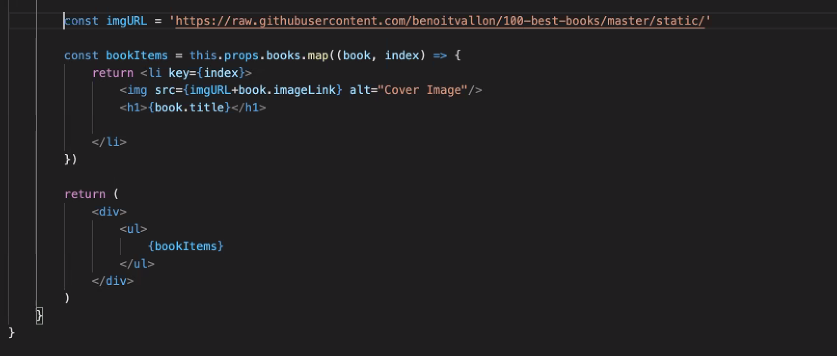 const imgURL = 'https://raw.githubusercontent.com/benoitvallon/100-best-books/master/static/'
const bookItems = this.props.books.map((book, index) => {
return <li key={index}>
<img src={imgURL+book.imageLink} alt="Cover Image"/>
<h1>{book.title}</h1>
</li>
})
return (
<div>
<ul>
{bookItems}
</ul>
</div>
)
}
}